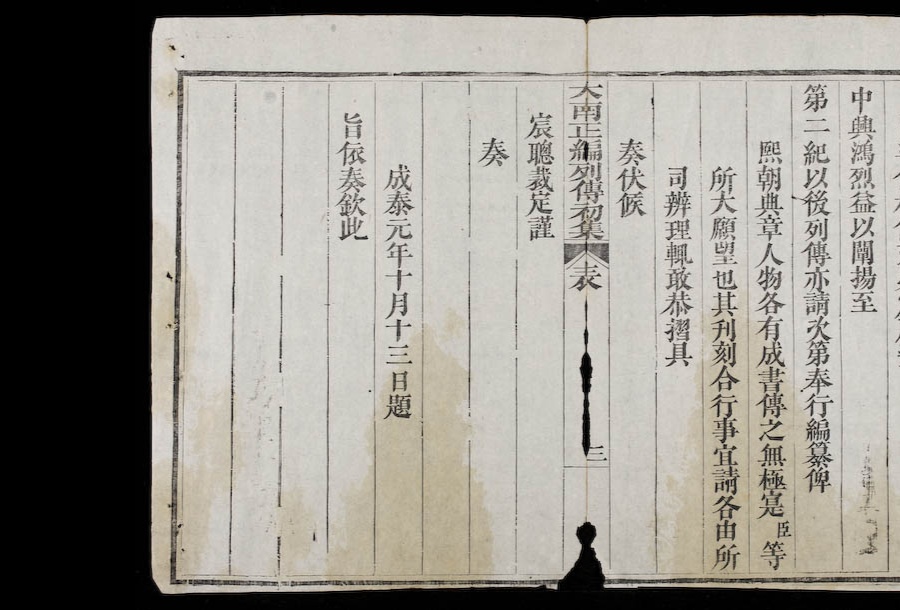 中興鴻烈益以闡揚至
第二紀以後列傳亦請次第奉行編纂俾
熙朝典章人物各有成書傳之無極寔臣等
所大願望也其刊刻合行事宜請各由所
司辨理輒敢恭摺具
奏伏候
大南正編列傳初集 表 三
宸聰裁定謹
奏
成泰元年十月十三日題
旨依奏欽此